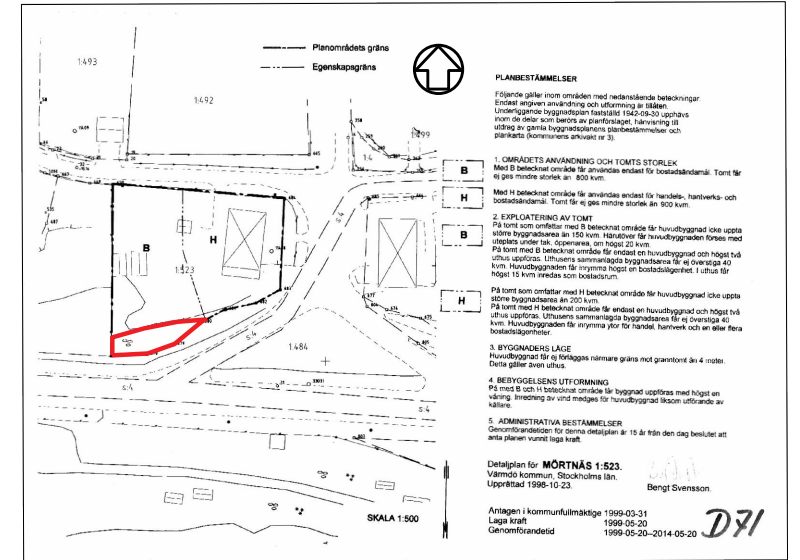 Planområdets gräns
Egenskapsgräns
1:493
1:492
1:499
1:4
B
H
1:523
1:484
s:4
s:4
s:4
s:4
SKALA 1:500
PLANBESTÄMMELSER
Följande gäller inom områden med nedanstående beteckningar.
Endast angiven användning och utformning är tillåten.
Underliggande byggnadsplan fastställd 1942-09-30 upphävs
inom de delar som berörs av planförslaget, hänvisning till
utdrag av gamla byggnadsplanens planbestämmelser och
plankarta (kommunens arkivakt nr 3).
1. OMRÅDETS ANVÄNDNING OCH TOMTS STORLEK
B
Med B betecknat område får användas endast för bostadsändamål. Tomt får
ej ges mindre storlek än 800 kvm.
H
Med H betecknat område får användas endast för handels-, hantverks- och
bostadsändamål. Tomt får ej ges mindre storlek än 900 kvm.
2. EXPLOATERING AV TOMT
B
På tomt som omfattar med B betecknat område får huvudbyggnad icke uppta
större byggnadsarea än 150 kvm. Härutöver får huvudbyggnaden förses med
uteplats under tak, öppenarea, om högst 20 kvm.
På tomt med B betecknat område får endast en huvudbyggnad och högst två
uthus uppföras. Uthusens sammanlagda byggnadsarea får ej överstiga 40
kvm. Huvudbyggnaden får inrymma högst en bostadslägenhet. I uthus får
högst 15 kvm inredas som bostadsrum.
H
På tomt som omfattar med H betecknat område får huvudbyggnad icke uppta
större byggnadsarea än 200 kvm.
På tomt med H betecknat område får endast en huvudbyggnad och högst två
uthus uppföras. Uthusens sammanlagda byggnadsarea får ej överstiga 40
kvm. Huvudbyggnaden får inrymma ytor för handel, hantverk och en eller flera
bostadslägenheter.
3. BYGGNADERS LÄGE
Huvudbyggnad får ej förläggas närmare gräns mot granntomt än 4 meter.
Detta gäller även uthus.
4. BEBYGGELSENS UTFORMNING
På med B och H betecknat område får byggnad uppföras med högst en
våning. Inredning av vind medges för huvudbyggnad liksom utförande av
källare.
5. ADMINISTRATIVA BESTÄMMELSER
Genomförandetiden för denna detaljplan är 15 år från den dag beslutet att
anta planen vunnit laga kraft.
Detaljplan för MÖRTNÄS 1:523.
Värmdö kommun, Stockholms län.
Upprättad 1998-10-23.
Bengt Svensson.
Antagen i kommunfullmäktige 1999-03-31
Laga kraft 1999-05-20
Genomförandetid 1999-05-20--2014-05-20
D71